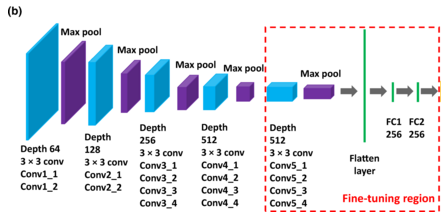 (b)
Max pool
Max pool
Max pool
Max pool
Max pool
Depth 64
3 × 3 conv
Conv1_1
Conv1_2
Depth
128
3 × 3 conv
Conv2_1
Conv2_2
Depth
256
3 × 3 conv
Conv3_1
Conv3_2
Conv3_3
Conv3_4
Depth
512
3 × 3 conv
Conv4_1
Conv4_2
Conv4_3
Conv4_4
Depth
512
3 × 3 conv
Conv5_1
Conv5_2
Conv5_3
Conv5_4
Flatten
layer
FC1
256
FC2
256
Fine-tuning region